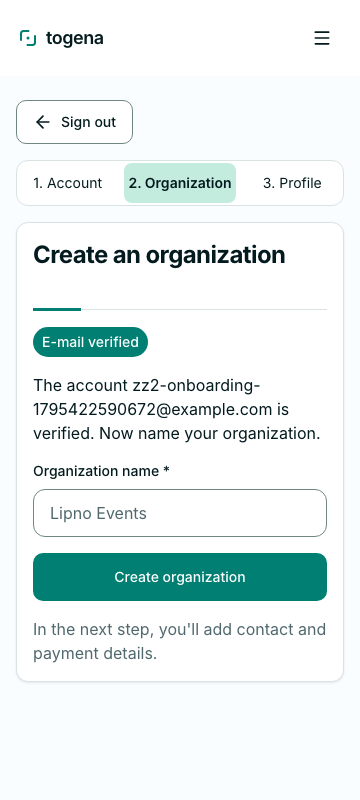 togena
Sign out
1. Account
2. Organization
3. Profile
Create an organization
E-mail verified
The account zz2-onboarding-
1795422590672@example.com is
verified. Now name your organization.
Organization name *
Lipno Events
Create organization
In the next step, you'll add contact and
payment details.